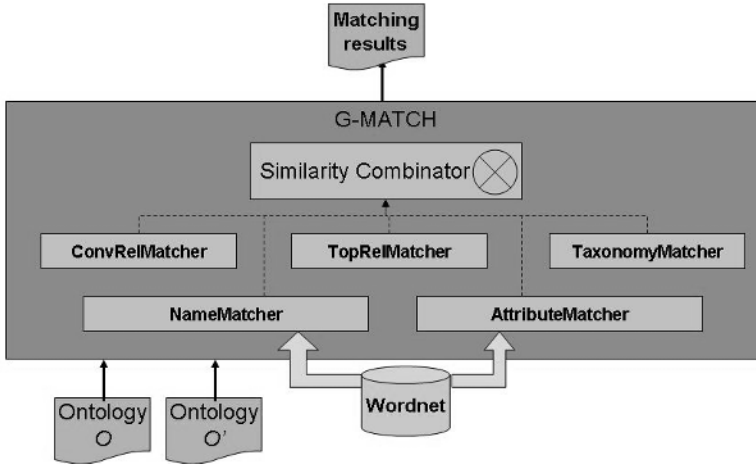 Matching
results
G-MATCH
Similarity Combinator
ConvRelMatcher
TopRelMatcher
TaxonomyMatcher
NameMatcher
AttributeMatcher
Wordnet
Ontology
O
Ontology
O'